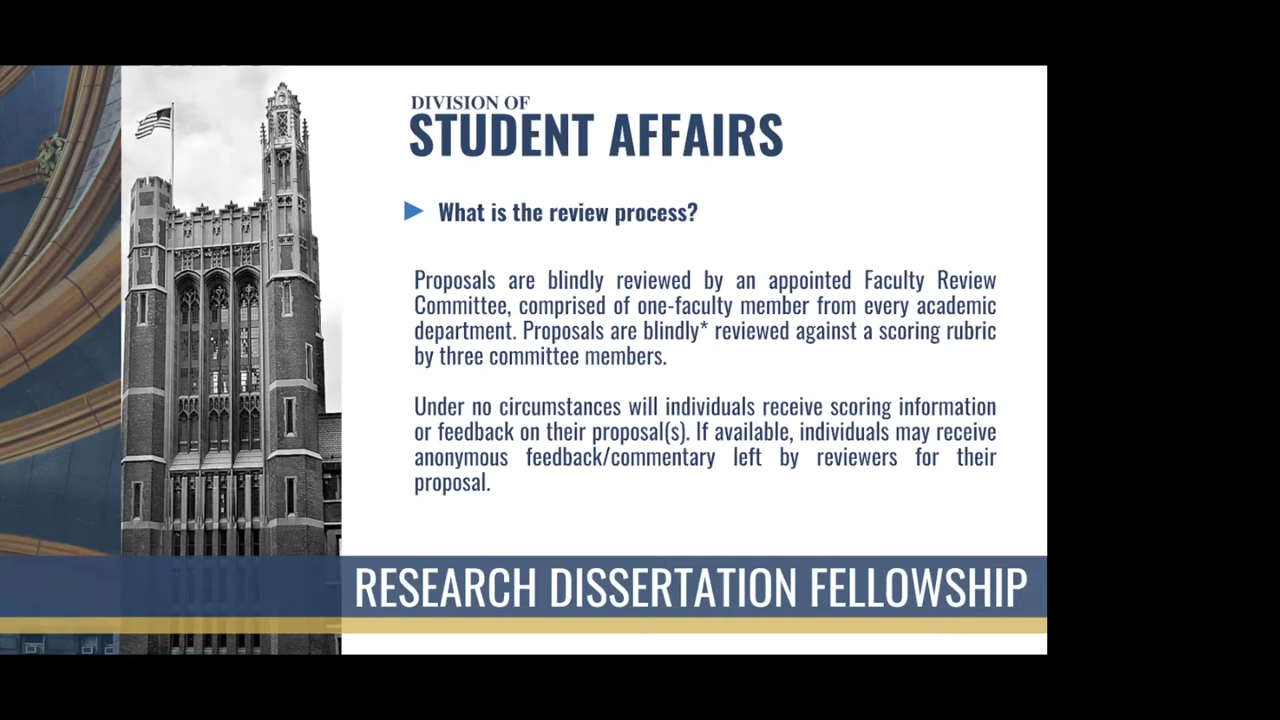 DIVISION OF
STUDENT AFFAIRS
What is the review process?
Proposals are blindly reviewed by an appointed Faculty Review
Committee, comprised of one-faculty member from every academic
department. Proposals are blindly* reviewed against a scoring rubric
by three committee members.
Under no circumstances will individuals receive scoring information
or feedback on their proposal(s). If available, individuals may receive
anonymous feedback/commentary left by reviewers for their
proposal.
RESEARCH DISSERTATION FELLOWSHIP